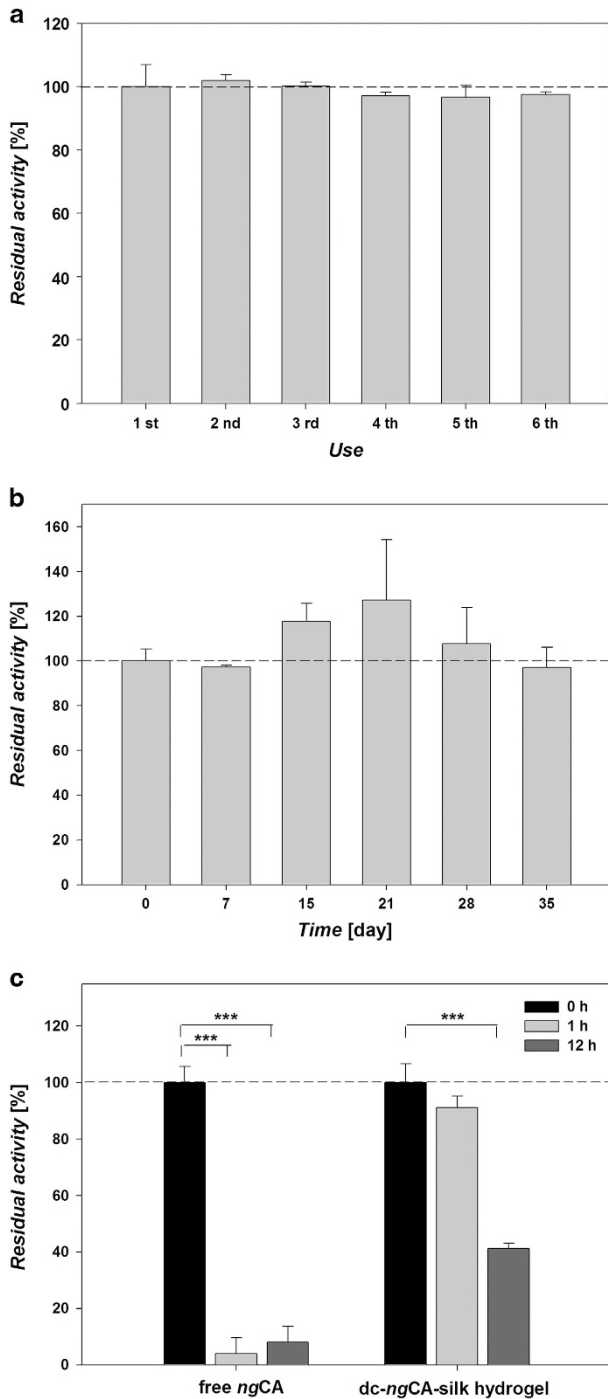 a
120
100
80
60
40
20
0
Residual activity [%]
1 st 2 nd 3 rd 4 th 5 th 6 th
Use
b
160
140
120
100
80
60
40
20
0
Residual activity [%]
0 7 15 21 28 35
Time [day]
c
120
100
80
60
40
20
0
Residual activity [%]
***
***
***
0 h
1 h
12 h
free ngCA dc-ngCA-silk hydrogel